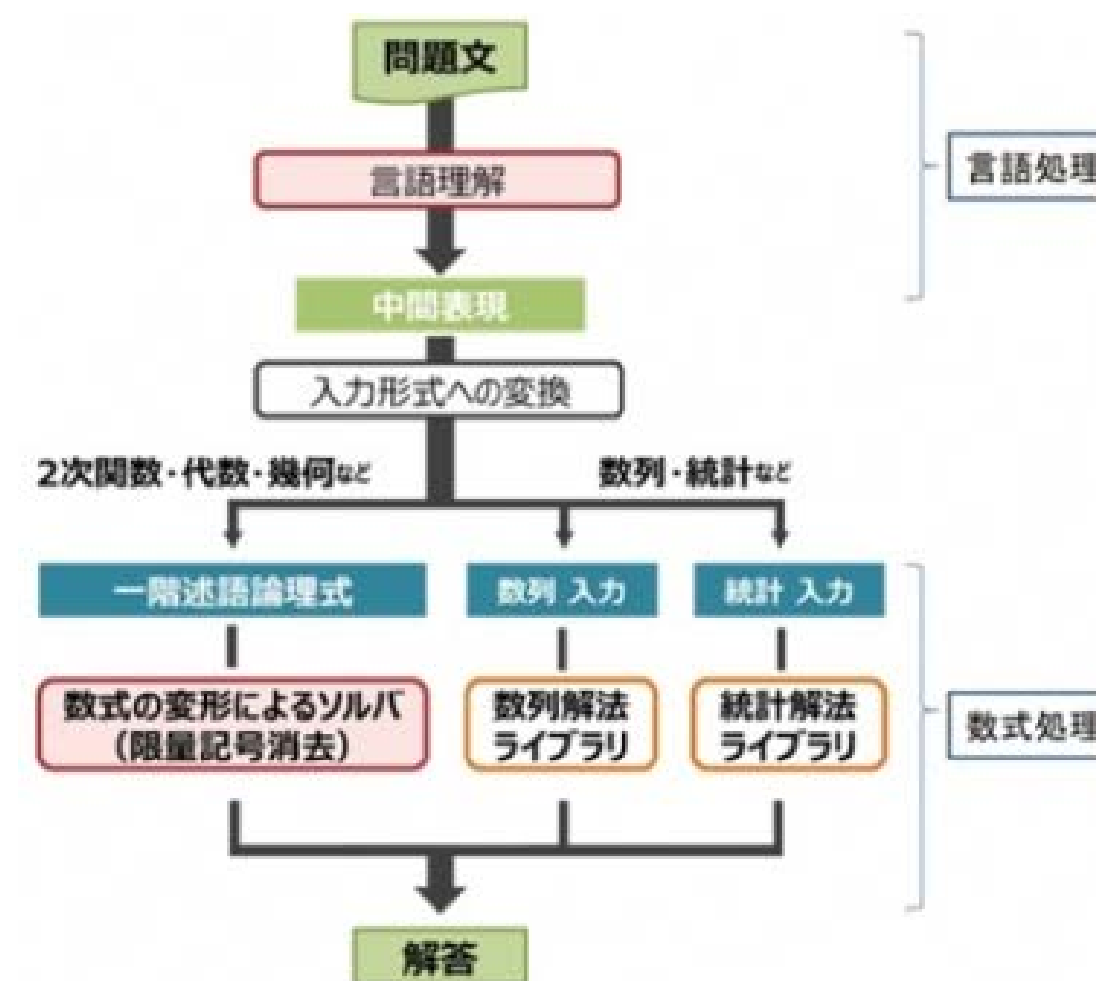 問題文
言語理解
言語処理
中間表現
入力形式への変換
2次関数・代数・幾何など
数列・統計など
一階述語論理式
数列 入力
統計 入力
数式の変形によるソルバ
(限量記号消去)
数列解法
ライブラリ
統計解法
ライブラリ
数式処理
解答